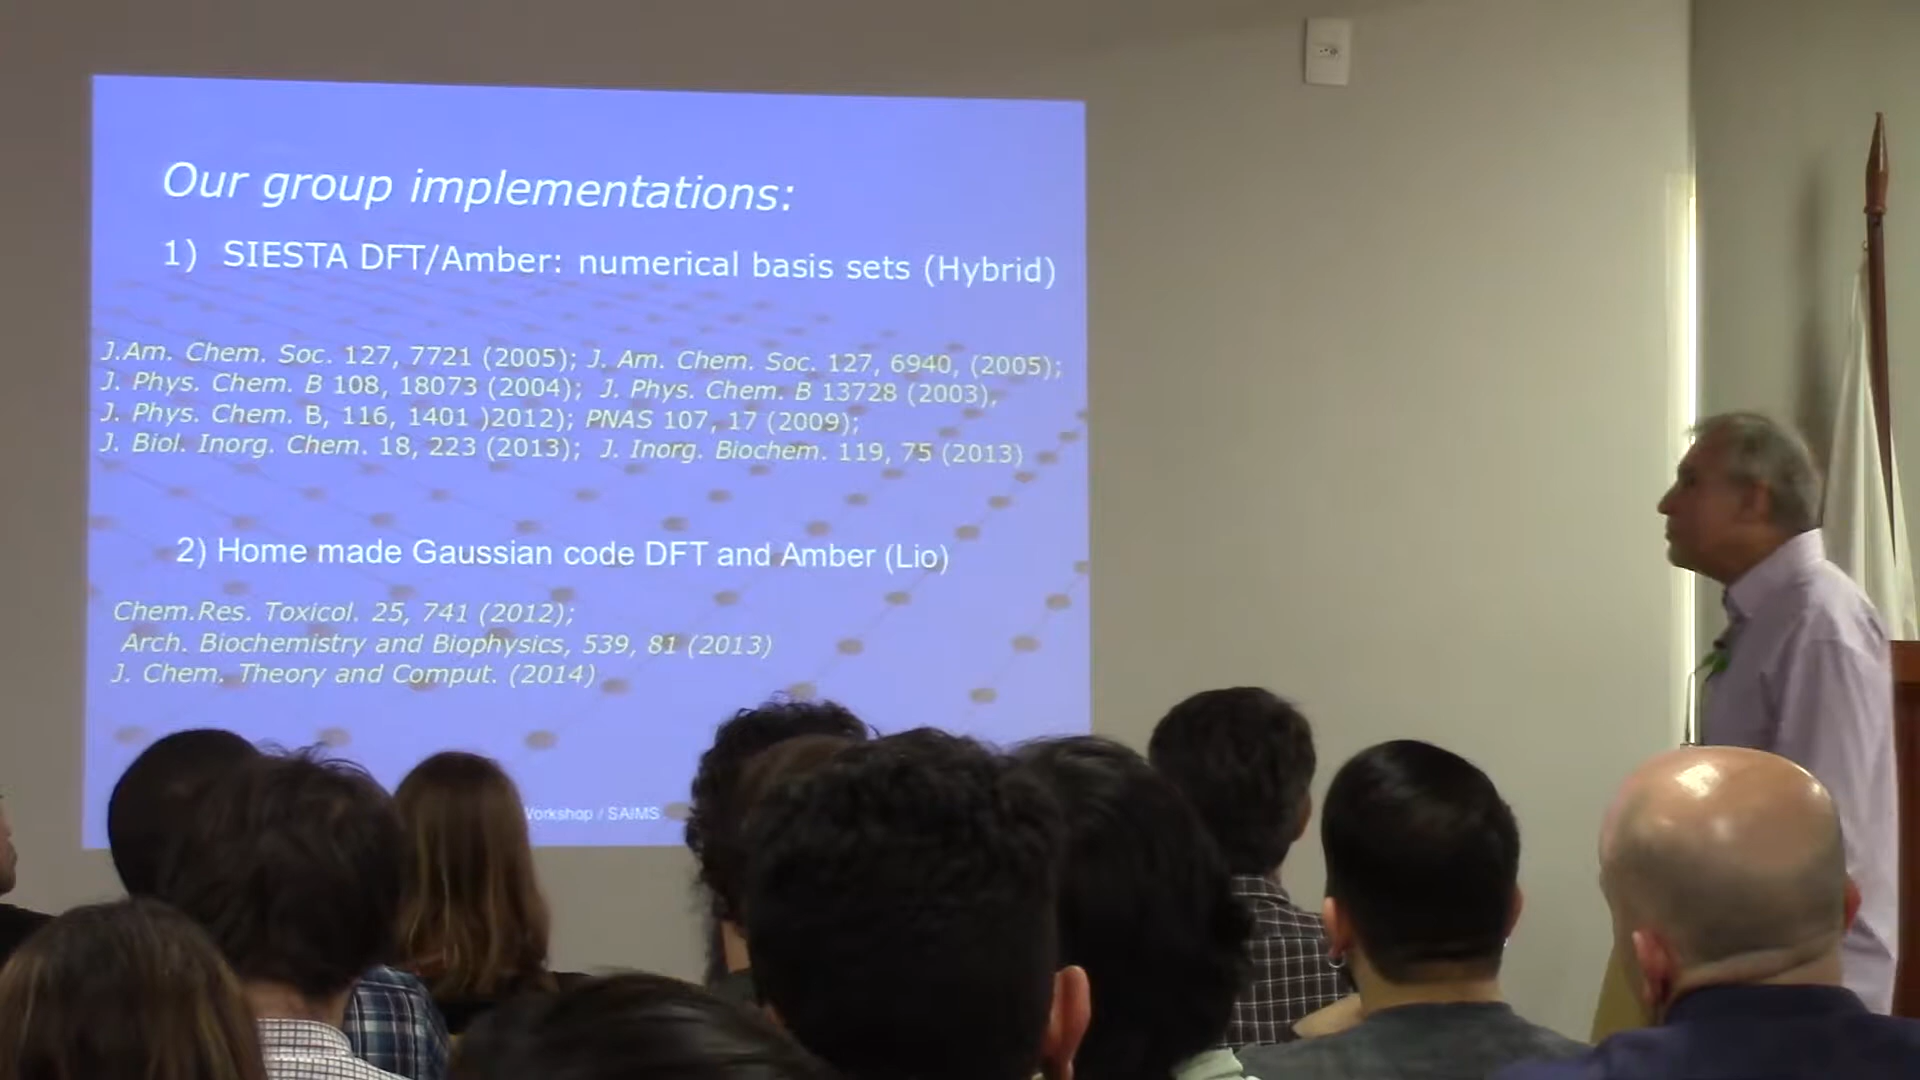 Our group implementations:
1) SIESTA DFT/Amber: numerical basis sets (Hybrid)
J.Am. Chem. Soc. 127, 7721 (2005); J. Am. Chem. Soc. 127, 6940, (2005);
J. Phys. Chem. B 108, 18073 (2004); J. Phys. Chem. B 13728 (2003),
J. Phys. Chem. B, 116, 1401 )2012); PNAS 107, 17 (2009);
J. Biol. Inorg. Chem. 18, 223 (2013); J. Inorg. Biochem. 119, 75 (2013)
2) Home made Gaussian code DFT and Amber (Lio)
Chem.Res. Toxicol. 25, 741 (2012);
Arch. Biochemistry and Biophysics, 539, 81 (2013)
J. Chem. Theory and Comput. (2014)
Workshop / SAIMS